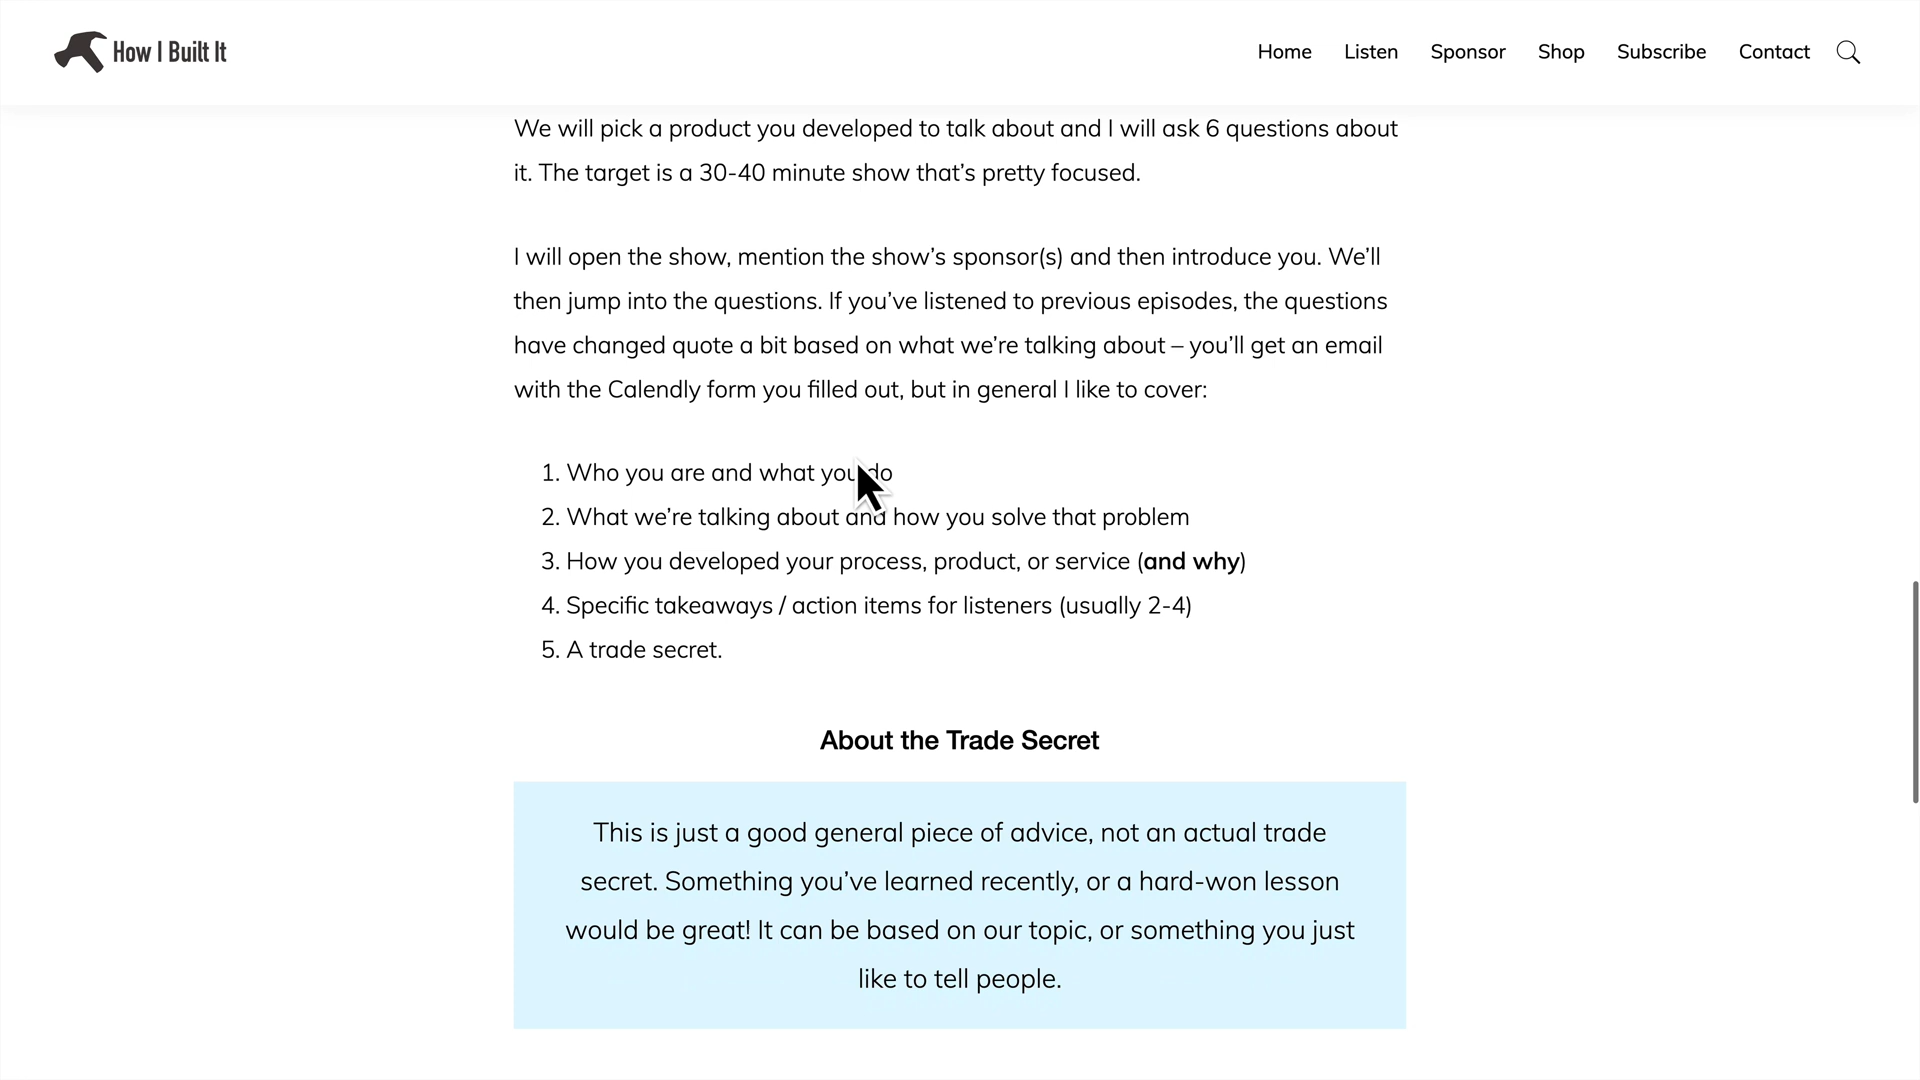 How I Built It
Home Listen Sponsor Shop Subscribe Contact
We will pick a product you developed to talk about and I will ask 6 questions about
it. The target is a 30-40 minute show that’s pretty focused.
I will open the show, mention the show’s sponsor(s) and then introduce you. We’ll
then jump into the questions. If you’ve listened to previous episodes, the questions
have changed quote a bit based on what we’re talking about – you’ll get an email
with the Calendly form you filled out, but in general I like to cover:
1. Who you are and what you do
2. What we’re talking about and how you solve that problem
3. How you developed your process, product, or service (and why)
4. Specific takeaways / action items for listeners (usually 2-4)
5. A trade secret.
About the Trade Secret
This is just a good general piece of advice, not an actual trade
secret. Something you’ve learned recently, or a hard-won lesson
would be great! It can be based on our topic, or something you just
like to tell people.